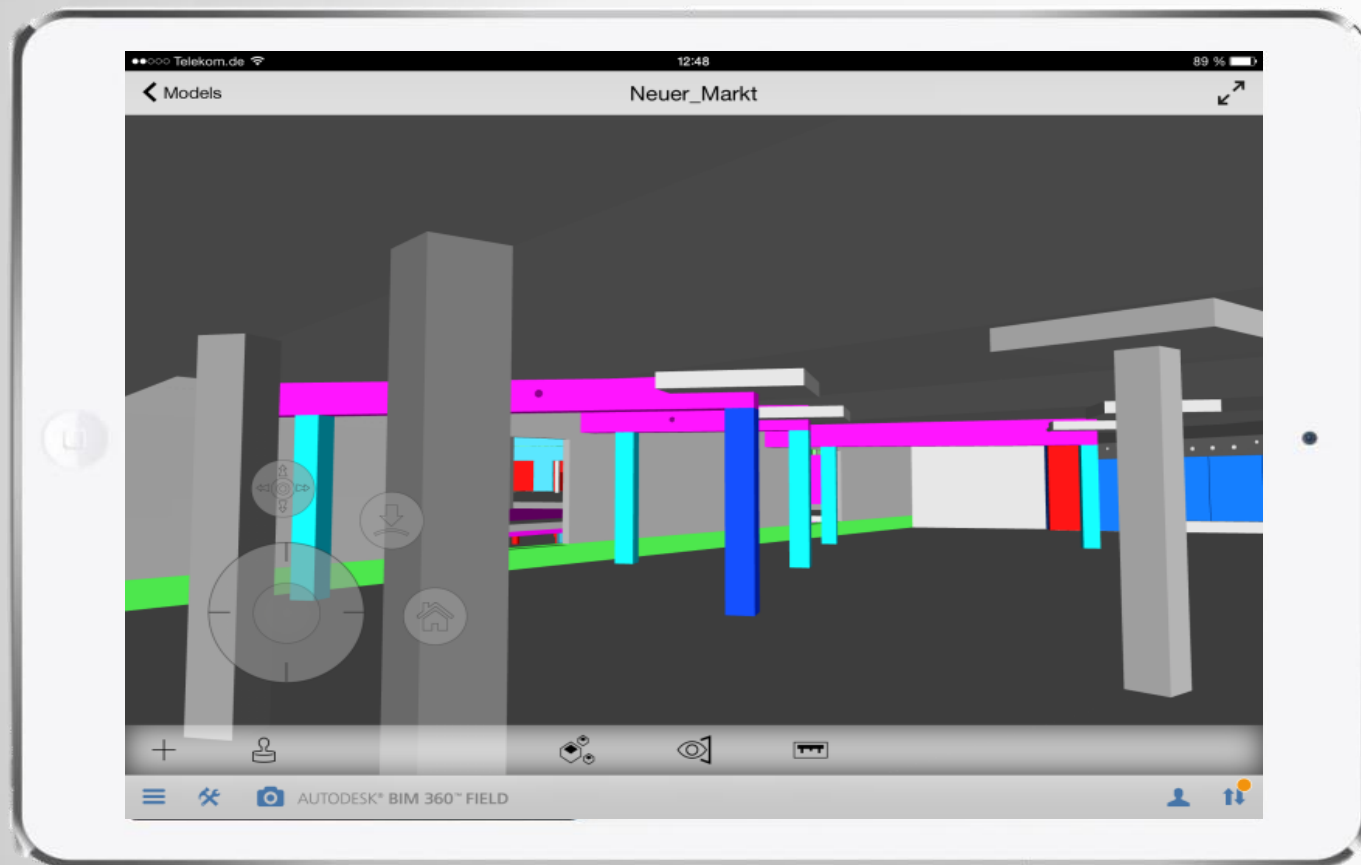 ●●○○○ Telekom.de 12:48 89 %
Models Neuer_Markt
AUTODESK® BIM 360™ FIELD